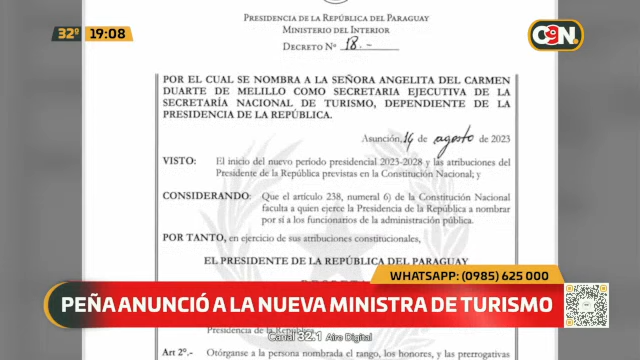 PRESIDENCIA DE LA REPÚBLICA DEL PARAGUAY
MINISTERIO DEL INTERIOR
DECRETO Nº 18.-
32º 19:08
C9N.
POR EL CUAL SE NOMBRA A LA SEÑORA ANGELITA DEL CARMEN
DUARTE DE MELILLO COMO SECRETARIA EJECUTIVA DE LA
SECRETARÍA NACIONAL DE TURISMO, DEPENDIENTE DE LA
PRESIDENCIA DE LA REPÚBLICA.
Asunción, 14 de agosto de 2023
VISTO: El inicio del nuevo período presidencial 2023-2028 y las atribuciones del
Presidente de la República previstas en la Constitución Nacional; y
CONSIDERANDO: Que el artículo 238, numeral 6) de la Constitución Nacional
faculta a quien ejerce la Presidencia de la República a nombrar
por sí a los funcionarios de la administración pública.
POR TANTO, en ejercicio de sus atribuciones constitucionales,
EL PRESIDENTE DE LA REPÚBLICA DEL PARAGUAY
WHATSAPP: (0985) 625 000
PEÑA ANUNCIÓ A LA NUEVA MINISTRA DE TURISMO
Presidencia de la República.
Canal 32.1 Aire Digital
Art 2º.- Otórganse a la persona nombrada el rango, los honores, y las prerrogativas